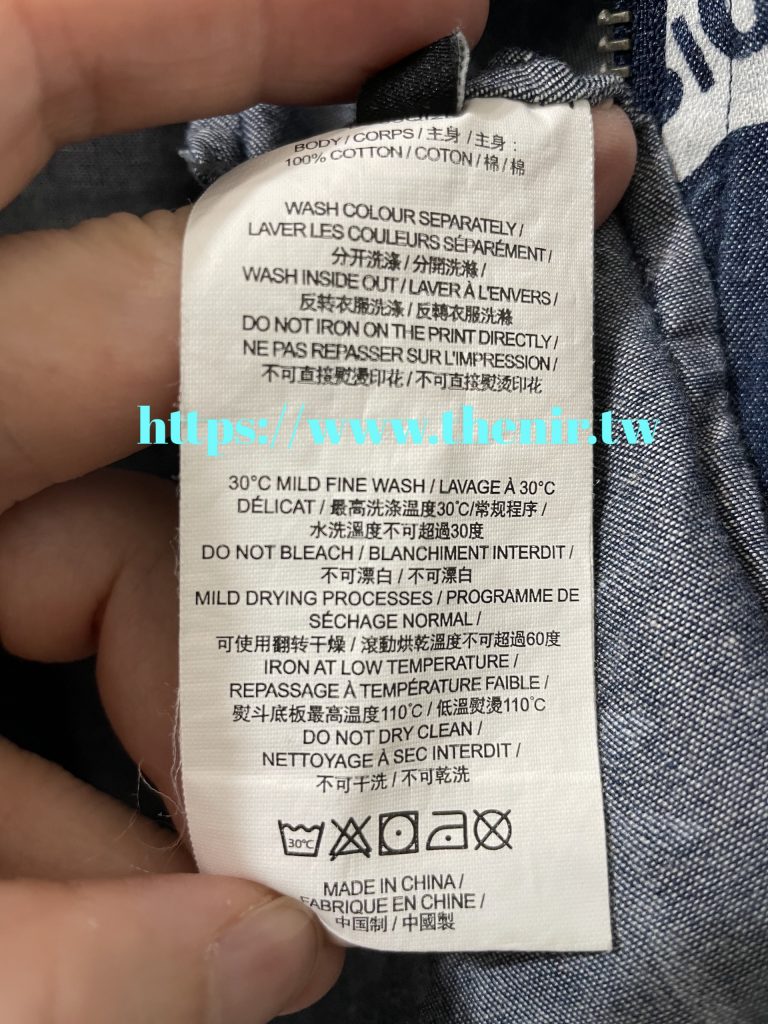 BODY / CORPS / 主身 / 主身 :
100% COTTON / COTON / 棉 / 棉
WASH COLOUR SEPARATELY /
LAVER LES COULEURS SÉPARÉMENT /
分开洗涤 / 分開洗滌 /
WASH INSIDE OUT / LAVER À L'ENVERS /
反转衣服洗涤 / 反轉衣服洗滌
DO NOT IRON ON THE PRINT DIRECTLY /
NE PAS REPASSER SUR L'IMPRESSION /
不可直接熨燙印花 / 不可直接熨烫印花
https://www.thenir.tw
30°C MILD FINE WASH / LAVAGE À 30°C
DÉLICAT / 最高洗涤温度30℃/常规程序 /
水洗溫度不可超過30度
DO NOT BLEACH / BLANCHIMENT INTERDIT /
不可漂白 / 不可漂白
MILD DRYING PROCESSES / PROGRAMME DE
SÉCHAGE NORMAL /
可使用翻转干燥 / 滾動烘乾溫度不可超過60度
IRON AT LOW TEMPERATURE /
REPASSAGE À TEMPÉRATURE FAIBLE /
熨斗底板最高温度110℃ / 低溫熨燙110℃
DO NOT DRY CLEAN /
NETTOYAGE À SEC INTERDIT /
不可干洗 / 不可乾洗
30°C
MADE IN CHINA /
FABRIQUE EN CHINE /
中国制 / 中國製